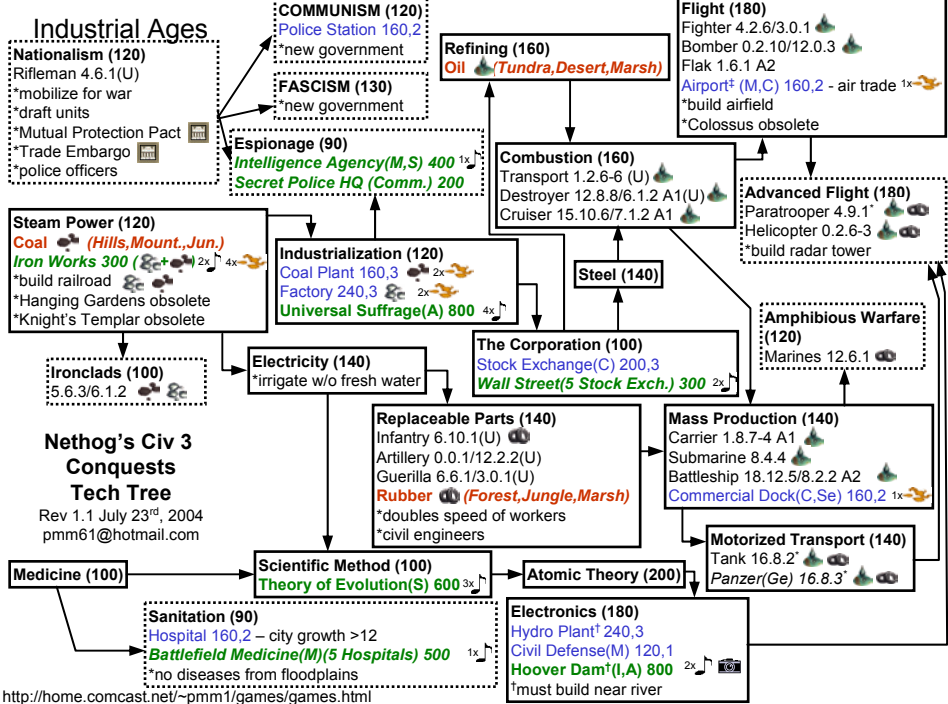 Industrial Ages
Nationalism (120)
Rifleman 4.6.1(U)
*mobilize for war
*draft units
*Mutual Protection Pact
*Trade Embargo
*police officers
COMMUNISM (120)
Police Station 160,2
*new government
FASCISM (130)
*new government
Espionage (90)
Intelligence Agency(M,S) 400 1x
Secret Police HQ (Comm.) 200
Refining (160)
Oil (Tundra,Desert,Marsh)
Flight (180)
Fighter 4.2.6/3.0.1
Bomber 0.2.10/12.0.3
Flak 1.6.1 A2
Airport‡ (M,C) 160,2 - air trade 1x
*build airfield
*Colossus obsolete
Combustion (160)
Transport 1.2.6-6 (U)
Destroyer 12.8.8/6.1.2 A1(U)
Cruiser 15.10.6/7.1.2 A1
Advanced Flight (180)
Paratrooper 4.9.1*
Helicopter 0.2.6-3
*build radar tower
Steam Power (120)
Coal (Hills,Mount.,Jun.)
Iron Works 300 ( + ) 2x 4x
*build railroad
*Hanging Gardens obsolete
*Knight's Templar obsolete
Industrialization (120)
Coal Plant 160,3 2x
Factory 240,3 2x
Universal Suffrage(A) 800 4x
Steel (140)
Amphibious Warfare
(120)
Marines 12.6.1
The Corporation (100)
Stock Exchange(C) 200,3
Wall Street(5 Stock Exch.) 300 2x
Ironclads (100)
5.6.3/6.1.2
Electricity (140)
*irrigate w/o fresh water
Replaceable Parts (140)
Infantry 6.10.1(U)
Artillery 0.0.1/12.2.2(U)
Guerilla 6.6.1/3.0.1(U)
Rubber (Forest,Jungle,Marsh)
*doubles speed of workers
*civil engineers
Mass Production (140)
Carrier 1.8.7-4 A1
Submarine 8.4.4
Battleship 18.12.5/8.2.2 A2
Commercial Dock(C,Se) 160,2 1x
Nethog's Civ 3
Conquests
Tech Tree
Rev 1.1 July 23rd, 2004
pmm61@hotmail.com
Motorized Transport (140)
Tank 16.8.2*
Panzer(Ge) 16.8.3*
Medicine (100)
Scientific Method (100)
Theory of Evolution(S) 600 3x
Atomic Theory (200)
Sanitation (90)
Hospital 160,2 – city growth >12
Battlefield Medicine(M)(5 Hospitals) 500 1x
*no diseases from floodplains
Electronics (180)
Hydro Plant† 240,3
Civil Defense(M) 120,1
Hoover Dam†(I,A) 800 2x
†must build near river
http://home.comcast.net/~pmm1/games/games.html